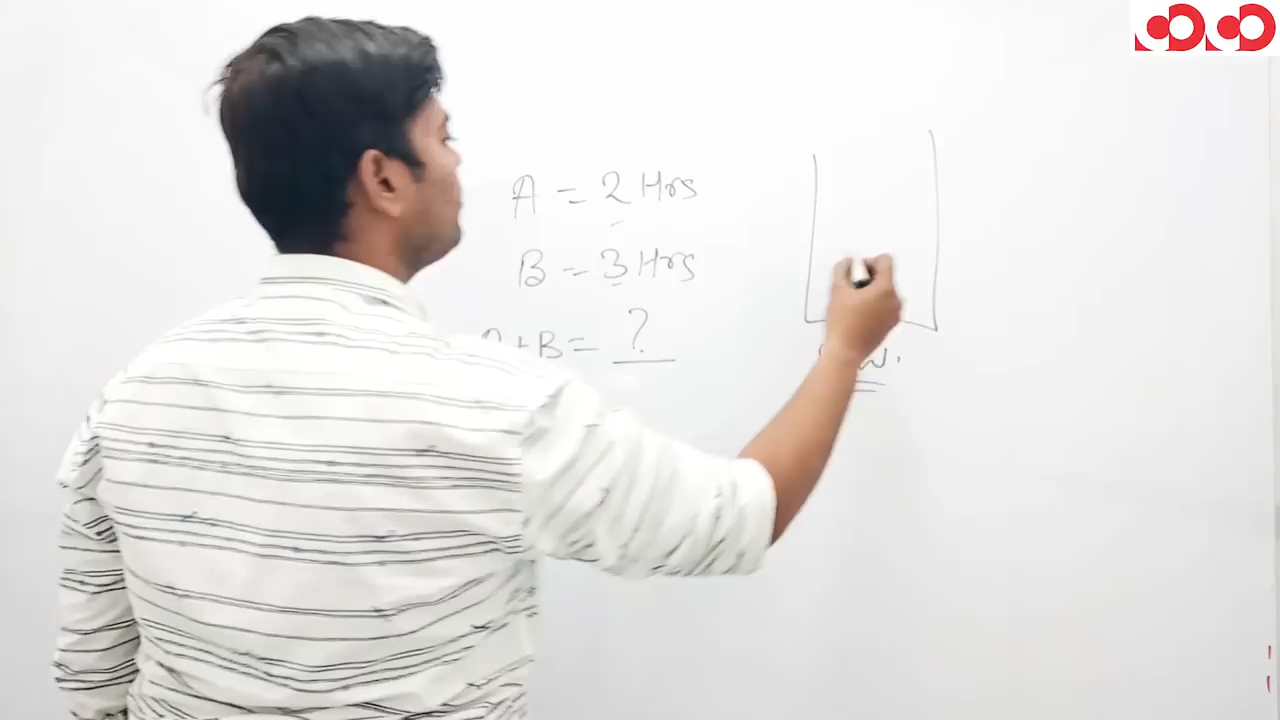 A = 2 Hrs
B = 3 Hrs
+B = ?